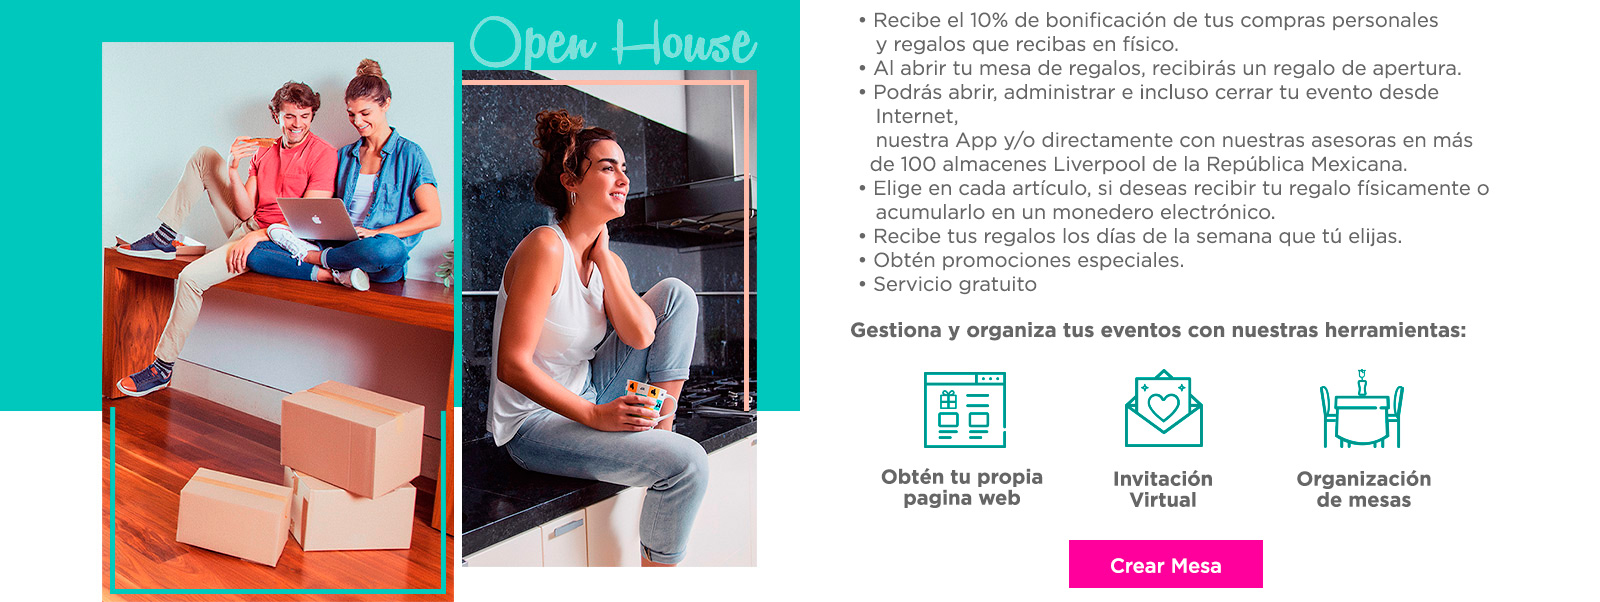 Open House
• Recibe el 10% de bonificación de tus compras personales
y regalos que recibas en físico.
• Al abrir tu mesa de regalos, recibirás un regalo de apertura.
• Podrás abrir, administrar e incluso cerrar tu evento desde
Internet,
nuestra App y/o directamente con nuestras asesoras en más
de 100 almacenes Liverpool de la República Mexicana.
• Elige en cada artículo, si deseas recibir tu regalo físicamente o
acumularlo en un monedero electrónico.
• Recibe tus regalos los días de la semana que tú elijas.
• Obtén promociones especiales.
• Servicio gratuito
Gestiona y organiza tus eventos con nuestras herramientas:
Obtén tu propia
pagina web
Invitación
Virtual
Organización
de mesas
Crear Mesa